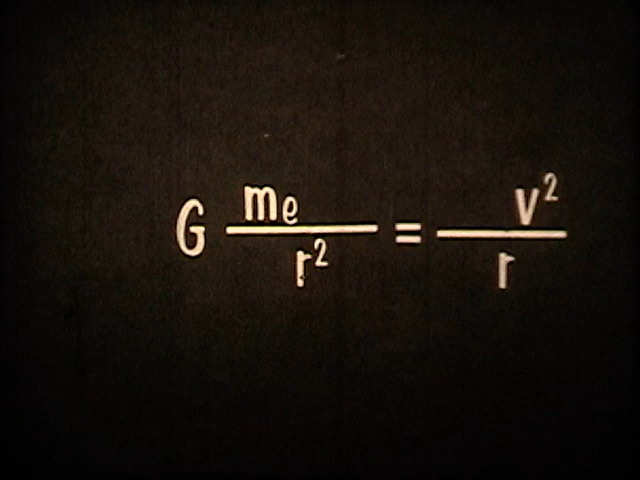 G mₑ / r² = v² / r